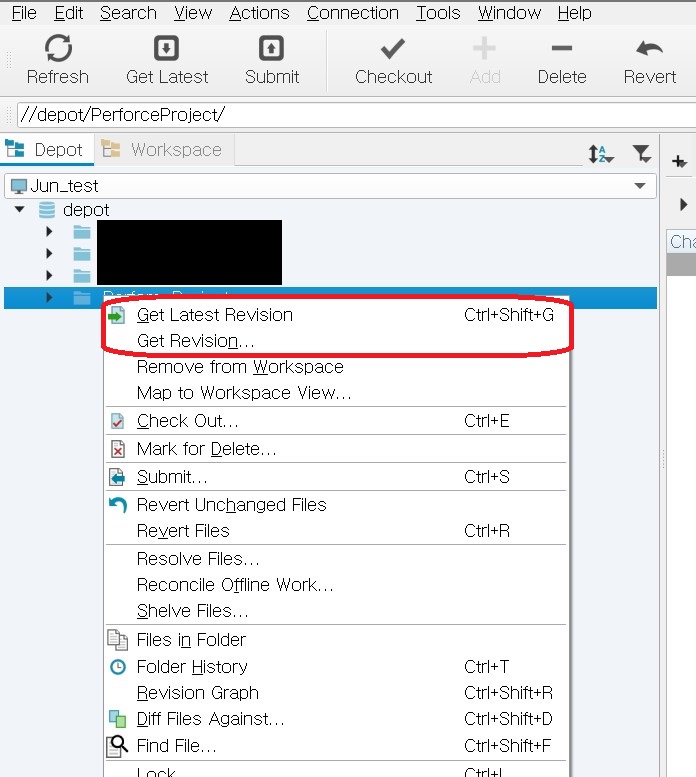 File Edit Search View Actions Connection Tools Window Help
Refresh Get Latest Submit Checkout Add Delete Revert
//depot/PerforceProject/
Depot Workspace
Jun_test
depot
Cha
Get Latest Revision Ctrl+Shift+G
Get Revision...
Remove from Workspace
Map to Workspace View...
Check Out... Ctrl+E
Mark for Delete...
Submit... Ctrl+S
Revert Unchanged Files
Revert Files Ctrl+R
Resolve Files...
Reconcile Offline Work...
Shelve Files...
Files in Folder
Folder History Ctrl+T
Revision Graph Ctrl+Shift+R
Diff Files Against... Ctrl+Shift+D
Find File... Ctrl+Shift+F
Lock Ctrl+L